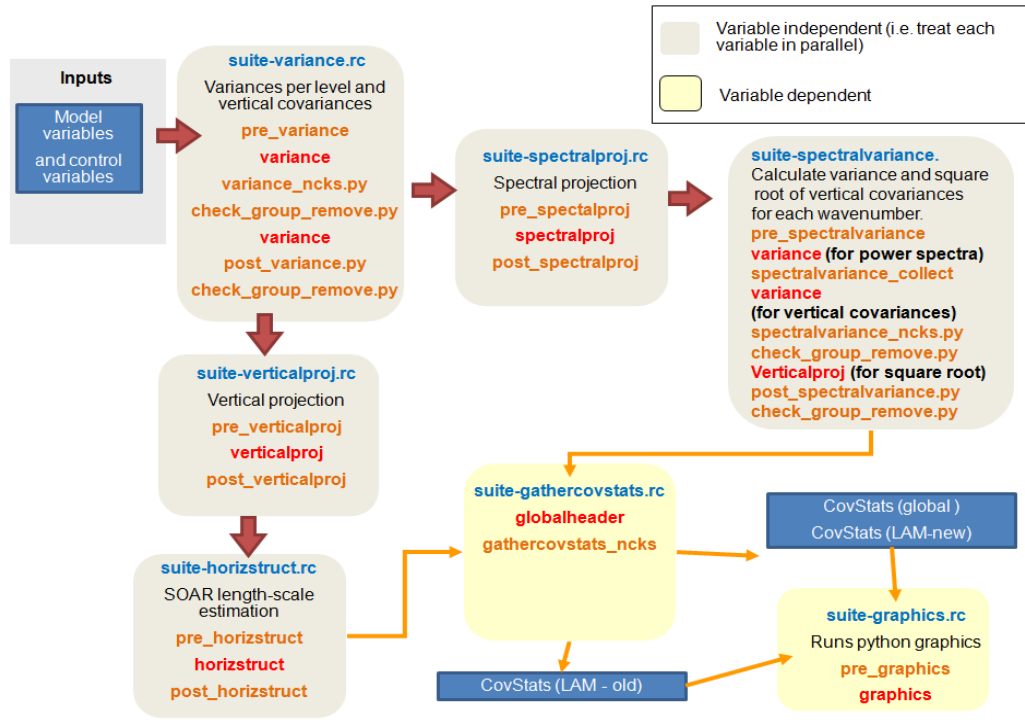 Variable independent (i.e. treat each
variable in parallel)
Variable dependent
Inputs
Model
variables
and control
variables
suite-variance.rc
Variances per level and
vertical covariances
pre_variance
variance
variance_ncks.py
check_group_remove.py
variance
post_variance.py
check_group_remove.py
suite-spectralproj.rc
Spectral projection
pre_spectalproj
spectralproj
post_spectralproj
suite-spectralvariance.
Calculate variance and square
root of vertical covariances
for each wavenumber.
pre_spectralvariance
variance (for power spectra)
spectralvariance_collect
variance
(for vertical covariances)
spectralvariance_ncks.py
check_group_remove.py
Verticalproj (for square root)
post_spectralvariance.py
check_group_remove.py
suite-verticalproj.rc
Vertical projection
pre_verticalproj
verticalproj
post_verticalproj
suite-gathercovstats.rc
globalheader
gathercovstats_ncks
CovStats (global )
CovStats (LAM-new)
suite-horizstruct.rc
SOAR length-scale
estimation
pre_horizstruct
horizstruct
post_horizstruct
CovStats (LAM - old)
suite-graphics.rc
Runs python graphics
pre_graphics
graphics